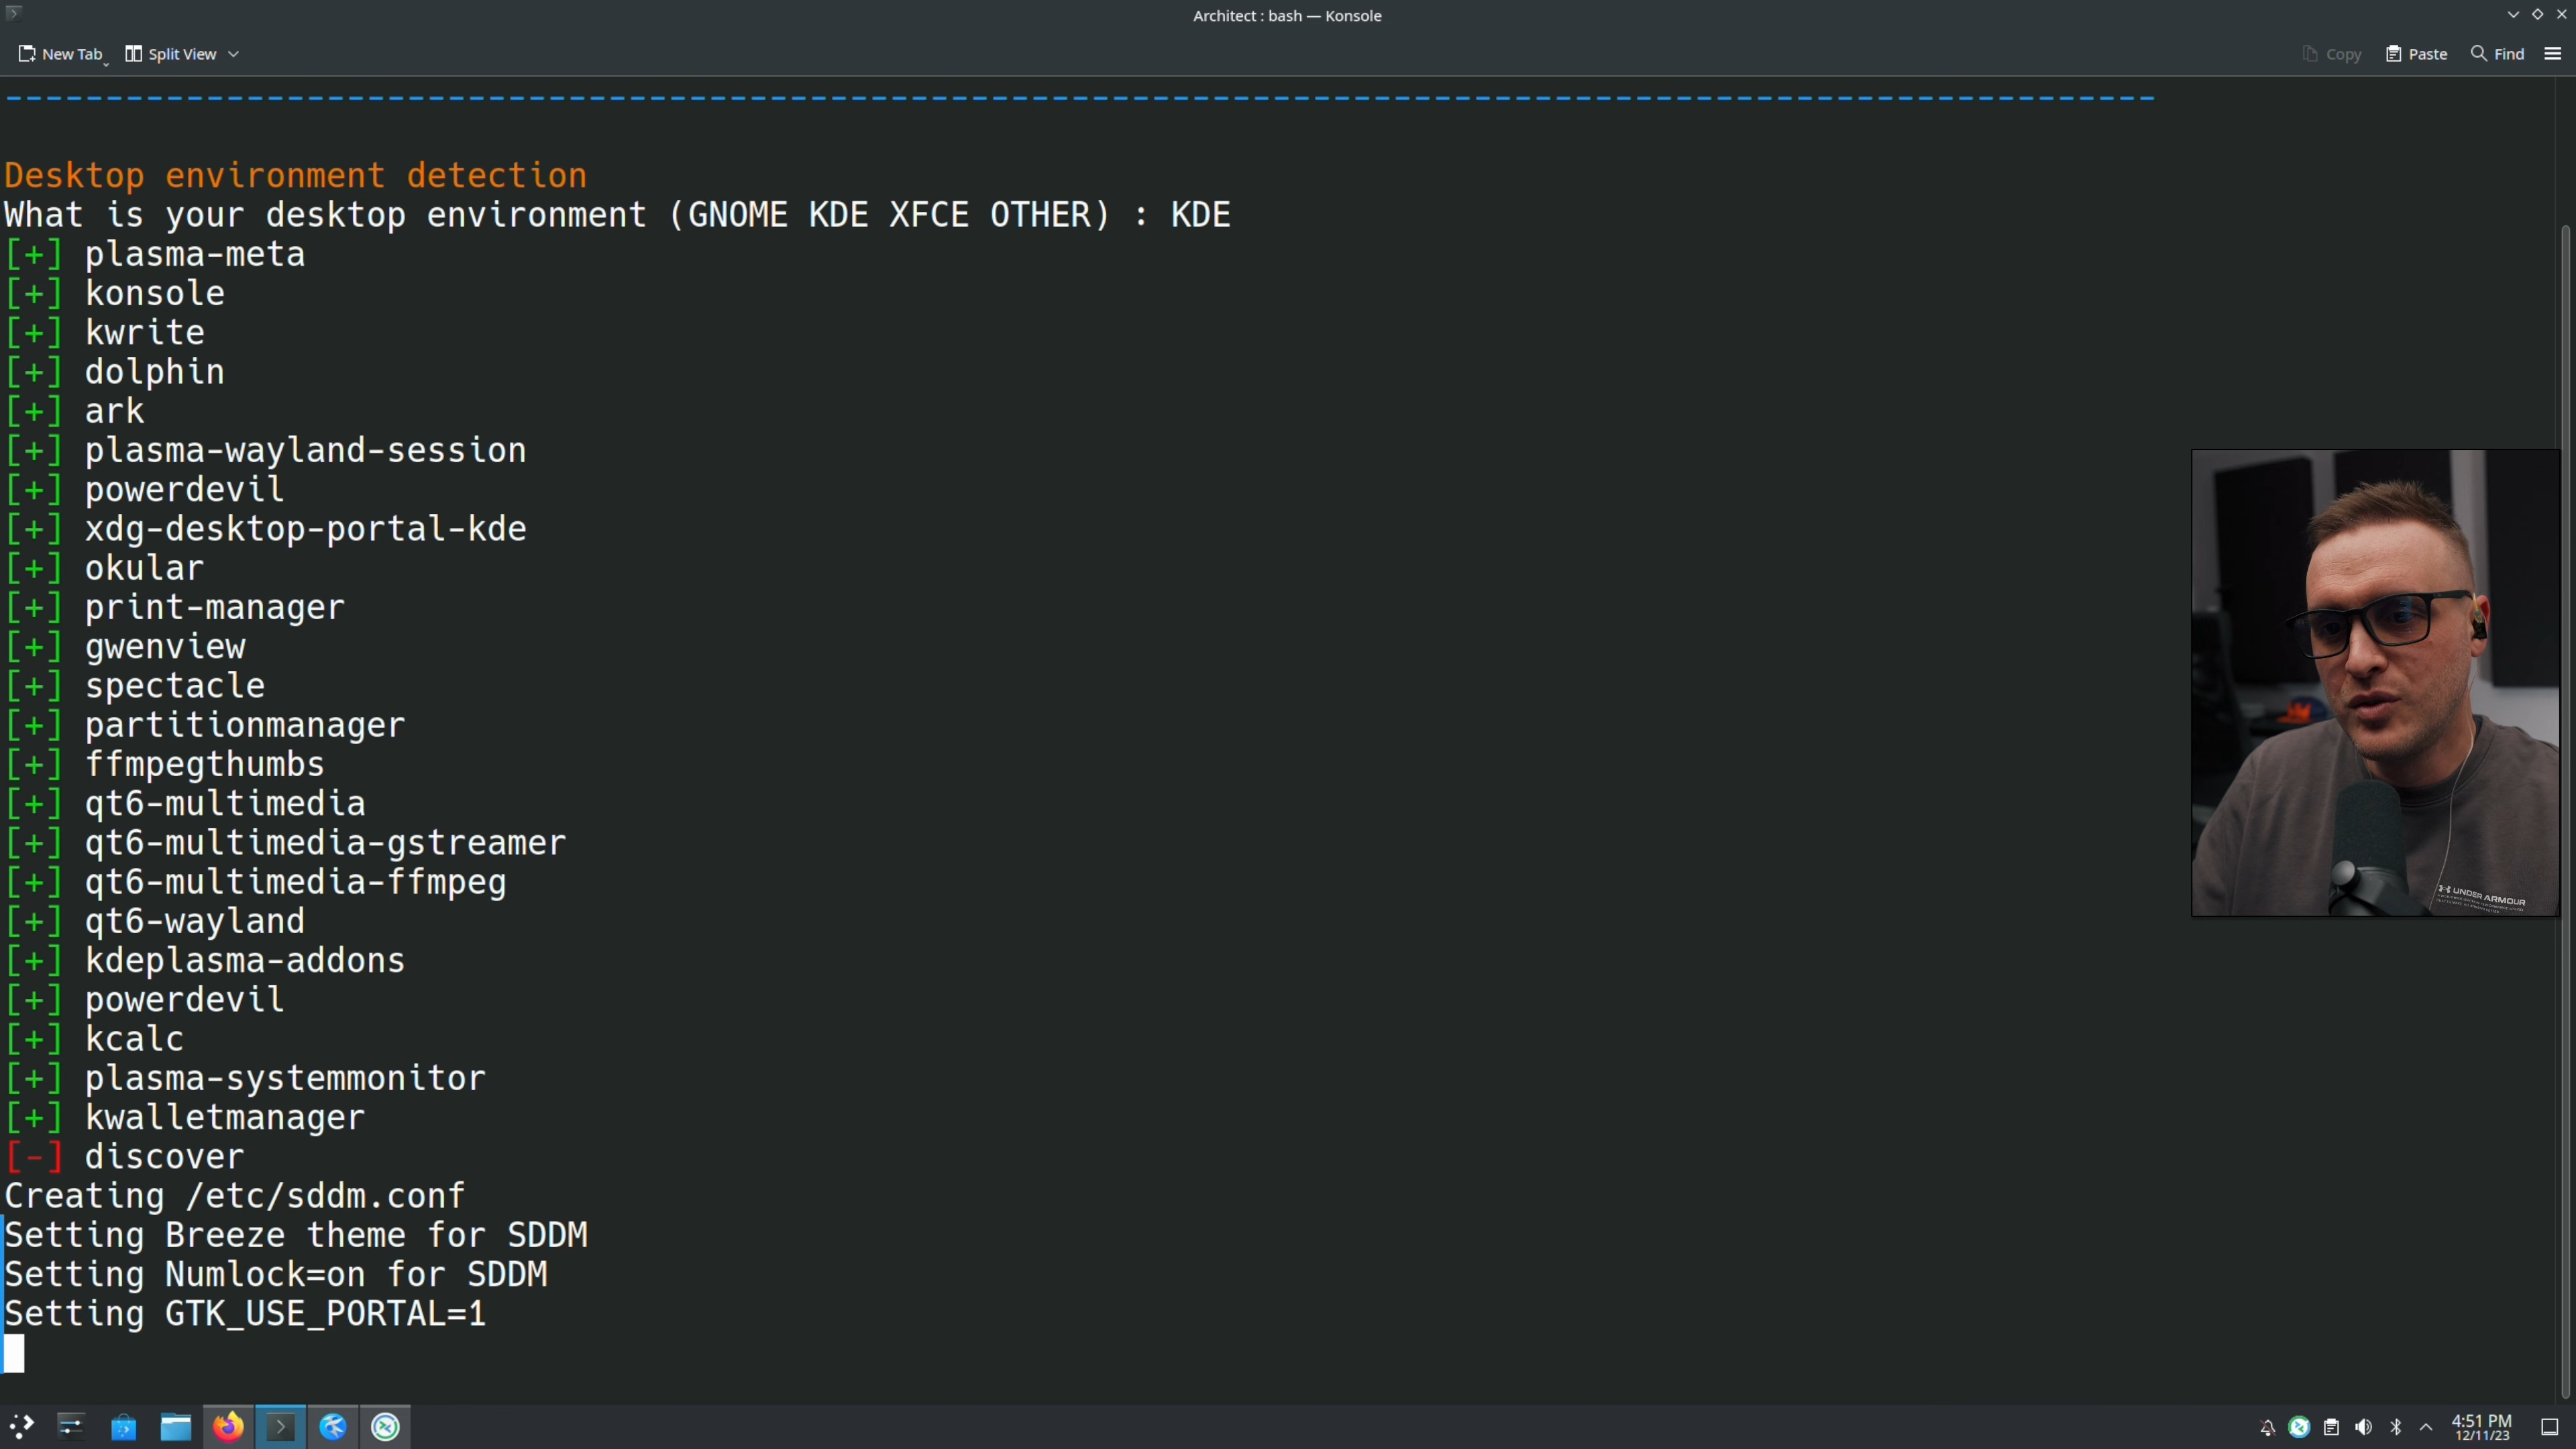 Architect : bash — Konsole
New Tab
Split View
Copy
Paste
Find
Desktop environment detection
What is your desktop environment (GNOME KDE XFCE OTHER) : KDE
[+] plasma-meta
[+] konsole
[+] kwrite
[+] dolphin
[+] ark
[+] plasma-wayland-session
[+] powerdevil
[+] xdg-desktop-portal-kde
[+] okular
[+] print-manager
[+] gwenview
[+] spectacle
[+] partitionmanager
[+] ffmpegthumbs
[+] qt6-multimedia
[+] qt6-multimedia-gstreamer
[+] qt6-multimedia-ffmpeg
[+] qt6-wayland
[+] kdeplasma-addons
[+] powerdevil
[+] kcalc
[+] plasma-systemmonitor
[+] kwalletmanager
[-] discover
Creating /etc/sddm.conf
Setting Breeze theme for SDDM
Setting Numlock=on for SDDM
Setting GTK_USE_PORTAL=1
UNDER ARMOUR
4:51 PM
12/11/23